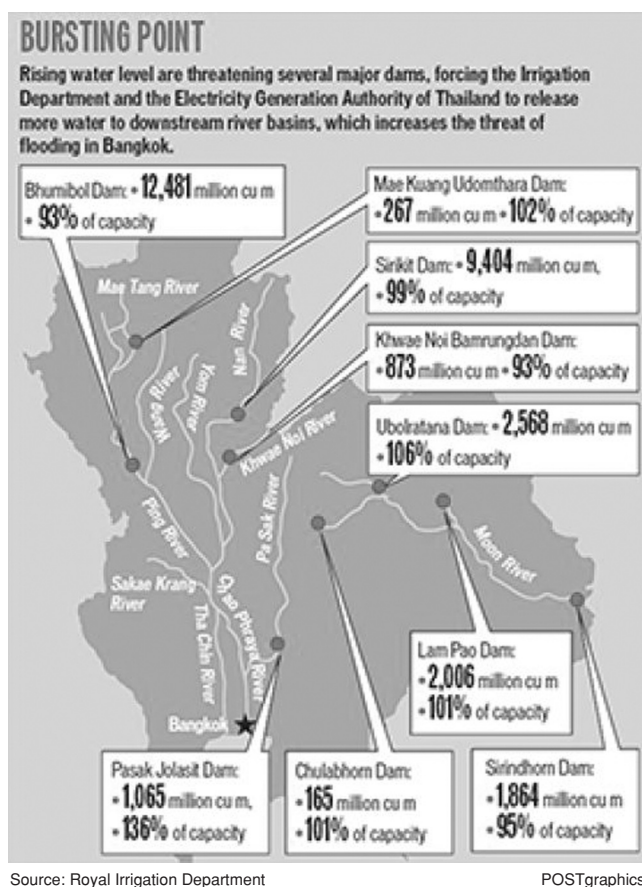 BURSTING POINT
Rising water level are threatening several major dams, forcing the Irrigation
Department and the Electricity Generation Authority of Thailand to release
more water to downstream river basins, which increases the threat of
flooding in Bangkok.
Bhumibol Dam: • 12,481 million cu m
• 93% of capacity
Mae Kuang Udomthara Dam:
• 267 million cu m • 102% of capacity
Sirikit Dam: • 9,404 million cu m,
• 99% of capacity
Khwae Noi Bamrungdan Dam:
• 873 million cu m • 93% of capacity
Ubolratana Dam: • 2,568 million cu m
• 106% of capacity
Mae Tang River
Wang River
Yom River
Nan River
Khwae Noi River
Ping River
Pa Sak River
Moon River
Sakae Krang
River
Tha Chin River
Chao Phraya River
Bangkok
Lam Pao Dam:
• 2,006 million cu m
• 101% of capacity
Pasak Jolasit Dam:
• 1,065 million cu m,
• 136% of capacity
Chulabhorn Dam:
• 165 million cu m
• 101% of capacity
Sirindhorn Dam:
• 1,864 million cu m
• 95% of capacity
Source: Royal Irrigation Department
POSTgraphics